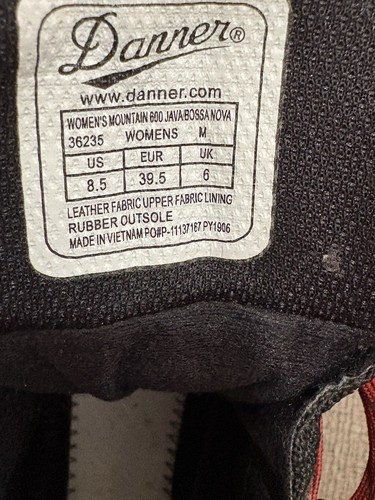 Danner®
www.danner.com
WOMEN'S MOUNTAIN 600 JAVA/BOSSA NOVA
36235 WOMENS M
US EUR UK
8.5 39.5 6
LEATHER FABRIC UPPER FABRIC LINING
RUBBER OUTSOLE
MADE IN VIETNAM PO#P-11137187 PY1906